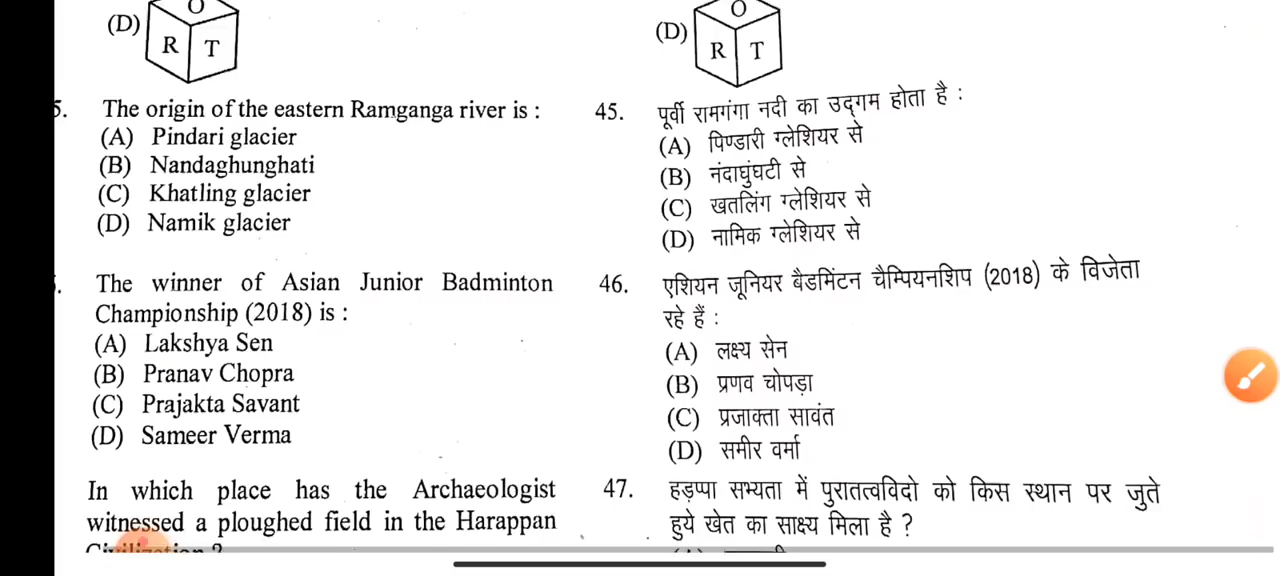 (D) O R T
5. The origin of the eastern Ramganga river is :
(A) Pindari glacier
(B) Nandaghunghati
(C) Khatling glacier
(D) Namik glacier
The winner of Asian Junior Badminton
Championship (2018) is :
(A) Lakshya Sen
(B) Pranav Chopra
(C) Prajakta Savant
(D) Sameer Verma
In which place has the Archaeologist
witnessed a ploughed field in the Harappan
(D) O R T
45. पूर्वी रामगंगा नदी का उद्गम होता है :
(A) पिण्डारी ग्लेशियर से
(B) नंदाघुंघटी से
(C) खतलिंग ग्लेशियर से
(D) नामिक ग्लेशियर से
46. एशियन जूनियर बैडमिंटन चैम्पियनशिप (2018) के विजेता
रहे हैं :
(A) लक्ष्य सेन
(B) प्रणव चोपड़ा
(C) प्रजाक्ता सावंत
(D) समीर वर्मा
47. हड़प्पा सभ्यता में पुरातत्वविदो को किस स्थान पर जुते
हुये खेत का साक्ष्य मिला है ?